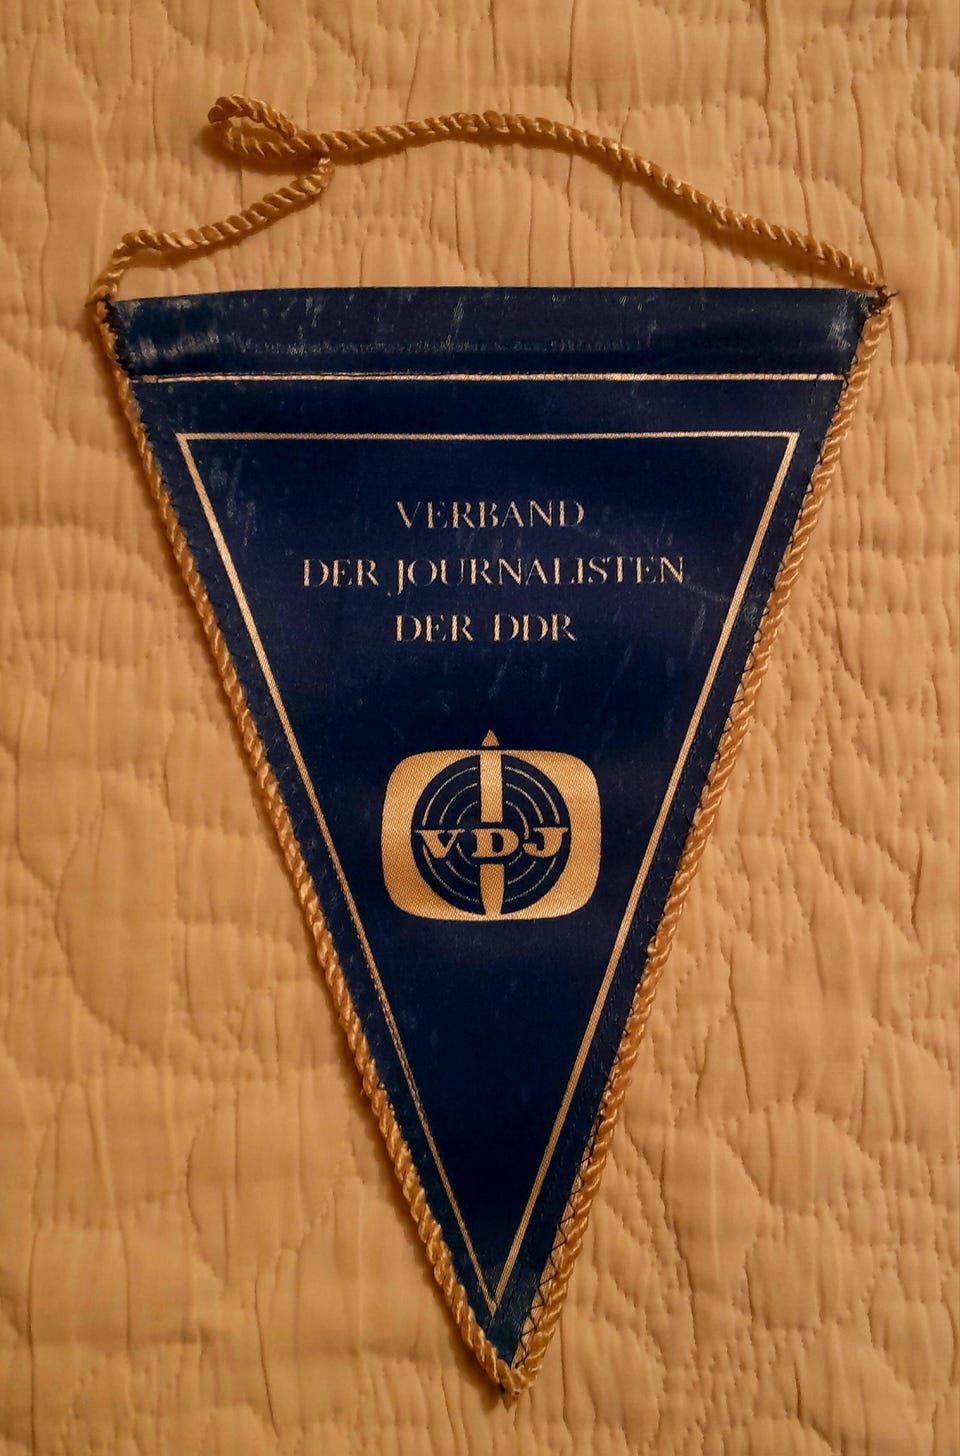 VERBAND
DER JOURNALISTEN
DER DDR
VDJ